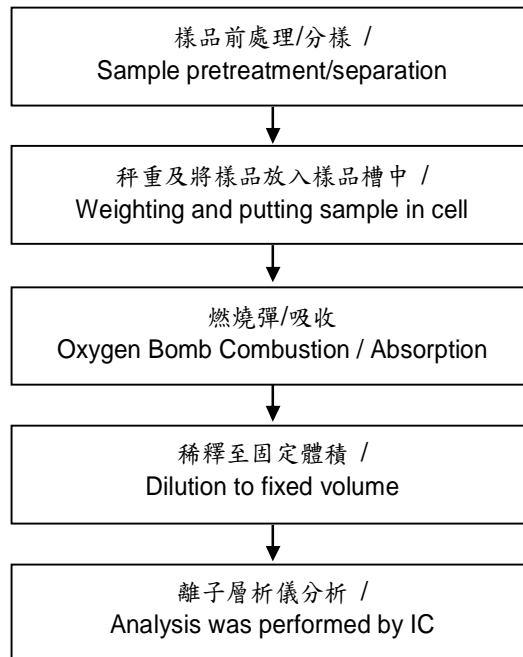 樣品前處理/分樣 /
Sample pretreatment/separation
秤重及將樣品放入樣品槽中 /
Weighting and putting sample in cell
燃燒彈/吸收
Oxygen Bomb Combustion / Absorption
稀釋至固定體積 /
Dilution to fixed volume
離子層析儀分析 /
Analysis was performed by IC